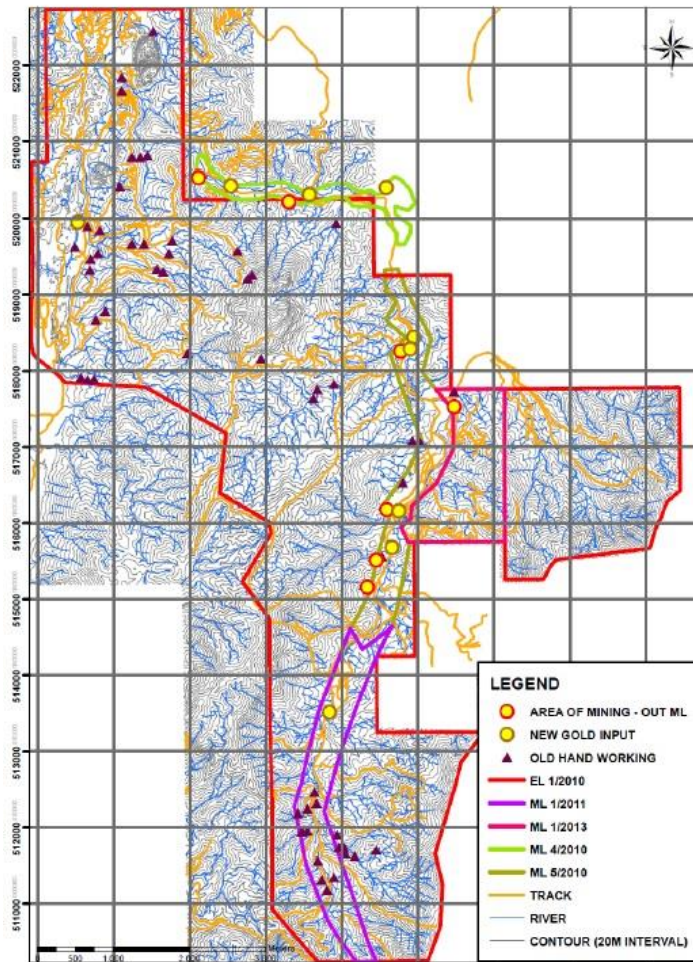 522000
521000
520000
519000
518000
517000
516000
515000
514000
513000
512000
511000
0
500
1,000
2,000
3,000
LEGEND
AREA OF MINING - OUT ML
NEW GOLD INPUT
OLD HAND WORKING
EL 1/2010
ML 1/2011
ML 1/2013
ML 4/2010
ML 5/2010
TRACK
RIVER
CONTOUR (20M INTERVAL)